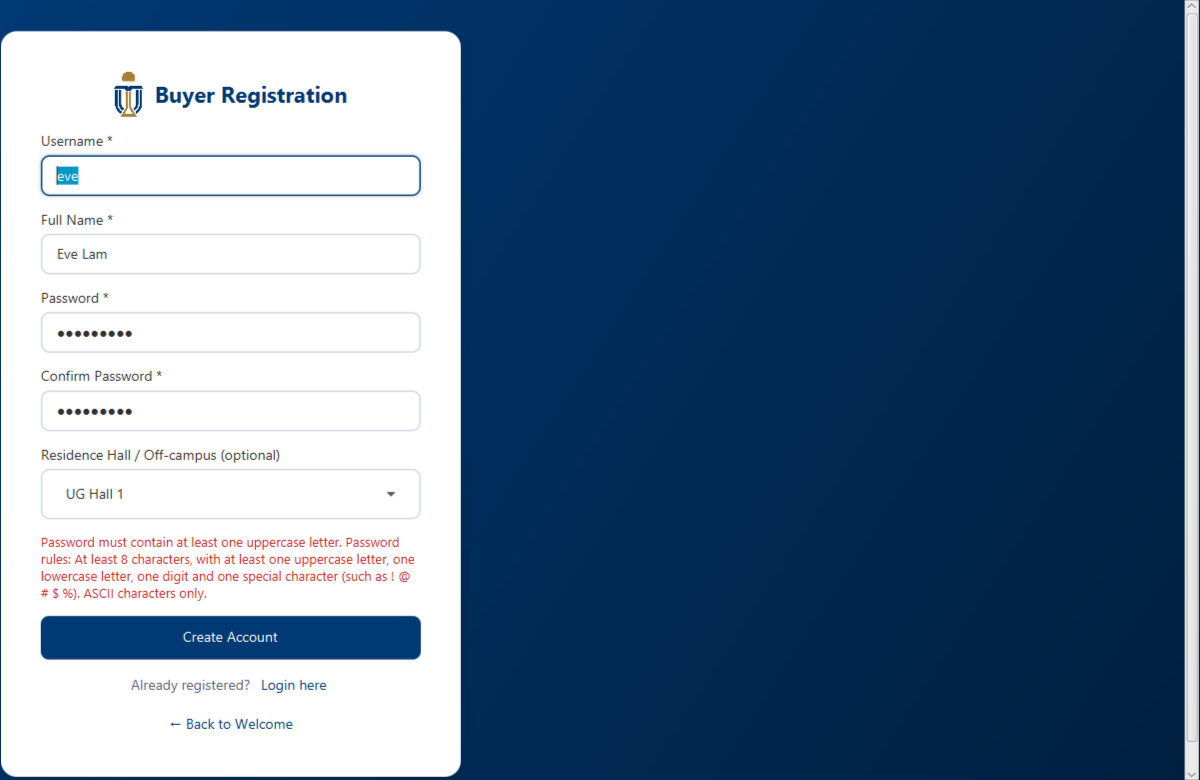 Buyer Registration
Username *
eve
Full Name *
Eve Lam
Password *
●●●●●●●●●
Confirm Password *
●●●●●●●●●
Residence Hall / Off-campus (optional)
UG Hall 1
Password must contain at least one uppercase letter. Password
rules: At least 8 characters, with at least one uppercase letter, one
lowercase letter, one digit and one special character (such as ! @
# $ %). ASCII characters only.
Create Account
Already registered? Login here
← Back to Welcome